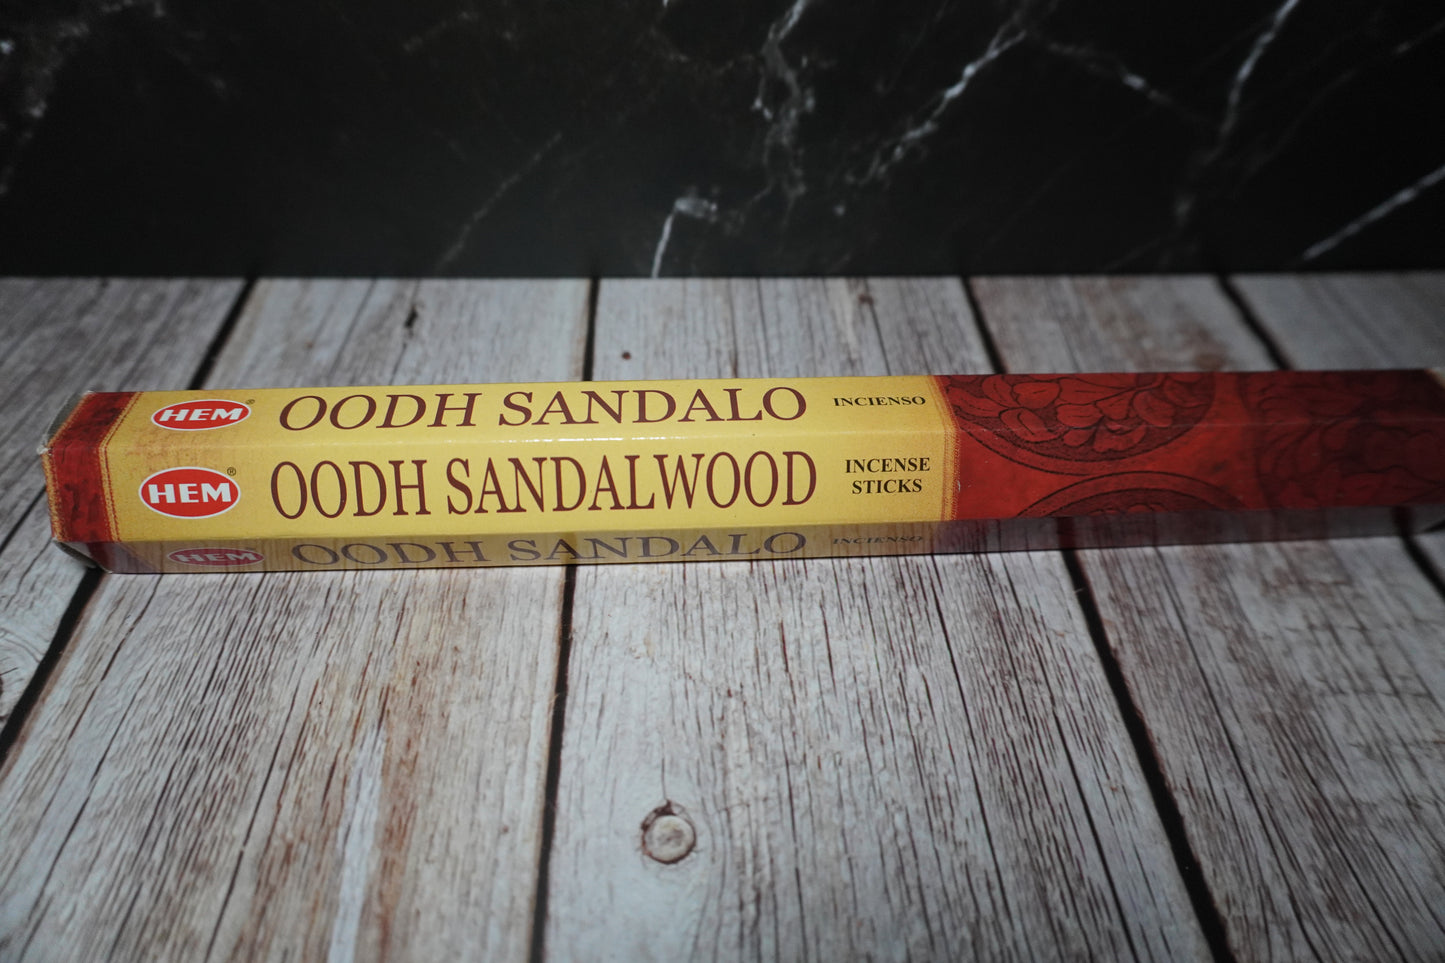 HEM® OODH SANDALO INCIENSO
HEM® OODH SANDALWOOD INCENSE
STICKS
HEM OODH SANDALO INCIENSO